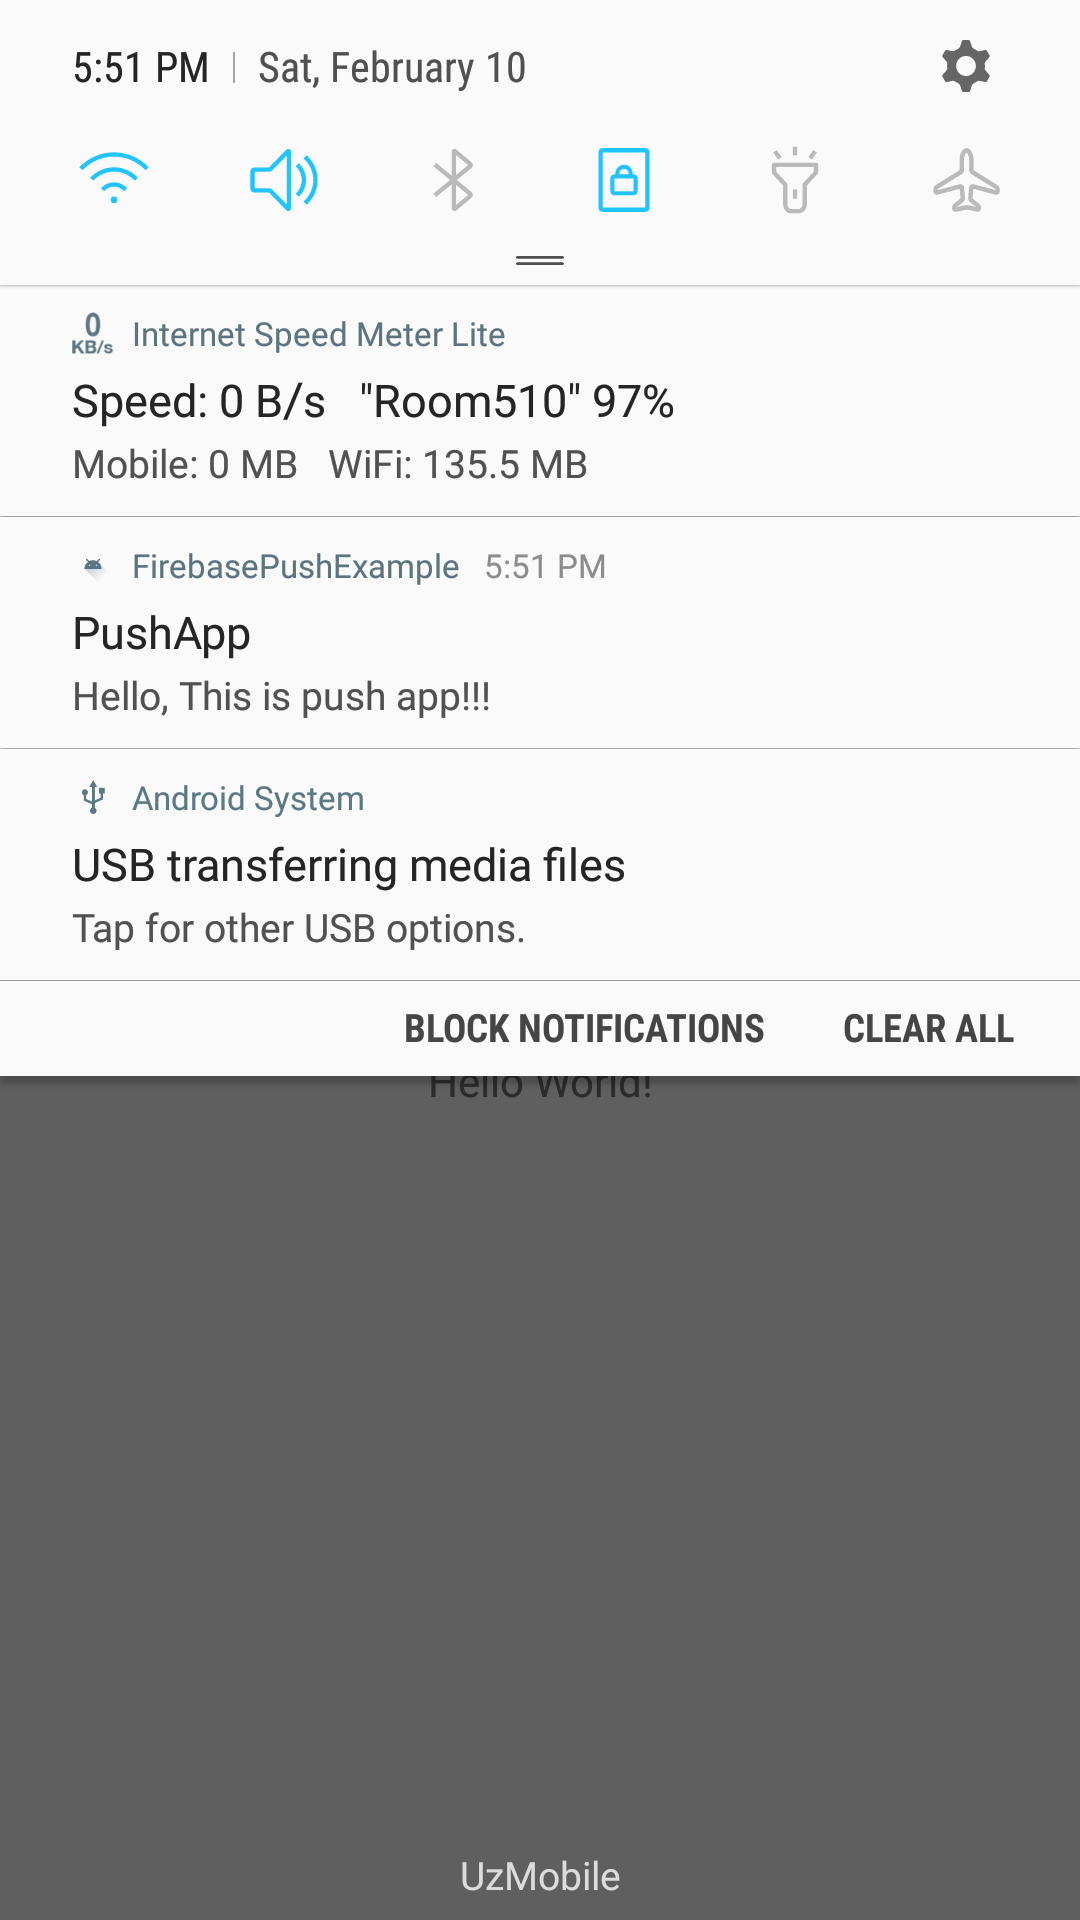 5:51 PM | Sat, February 10
0
KB/s Internet Speed Meter Lite
Speed: 0 B/s "Room510" 97%
Mobile: 0 MB WiFi: 135.5 MB
FirebasePushExample 5:51 PM
PushApp
Hello, This is push app!!!
Android System
USB transferring media files
Tap for other USB options.
BLOCK NOTIFICATIONS CLEAR ALL
Hello World!
UzMobile